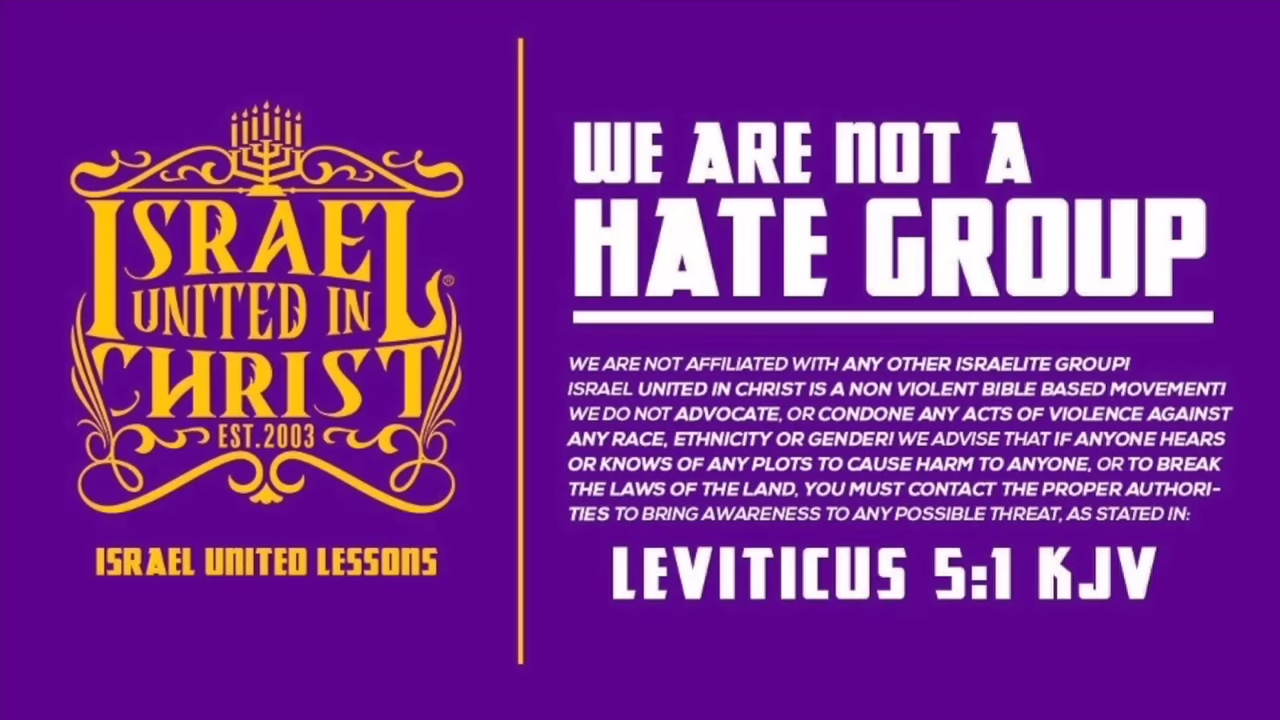 ISRAEL
UNITED IN
CHRIST
®
EST.2003
ISRAEL UNITED LESSONS
WE ARE NOT A
HATE GROUP
WE ARE NOT AFFILIATED WITH ANY OTHER ISRAELITE GROUP!
ISRAEL UNITED IN CHRIST IS A NON VIOLENT BIBLE BASED MOVEMENT!
WE DO NOT ADVOCATE, OR CONDONE ANY ACTS OF VIOLENCE AGAINST
ANY RACE, ETHNICITY OR GENDER! WE ADVISE THAT IF ANYONE HEARS
OR KNOWS OF ANY PLOTS TO CAUSE HARM TO ANYONE, OR TO BREAK
THE LAWS OF THE LAND, YOU MUST CONTACT THE PROPER AUTHORI-
TIES TO BRING AWARENESS TO ANY POSSIBLE THREAT, AS STATED IN:
LEVITICUS 5:1 KJV